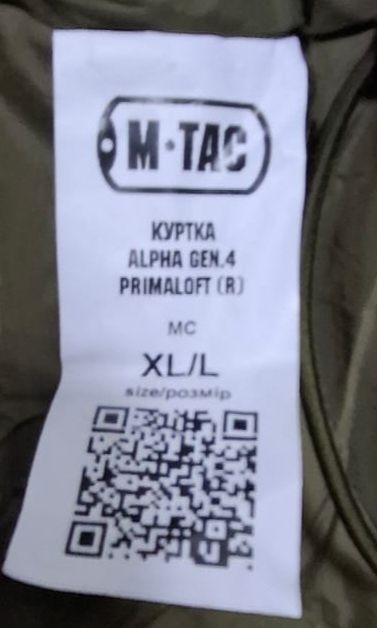 M·TAC
КУРТКА
ALPHA GEN.4
PRIMALOFT (R)
MC
XL/L
size/розмір